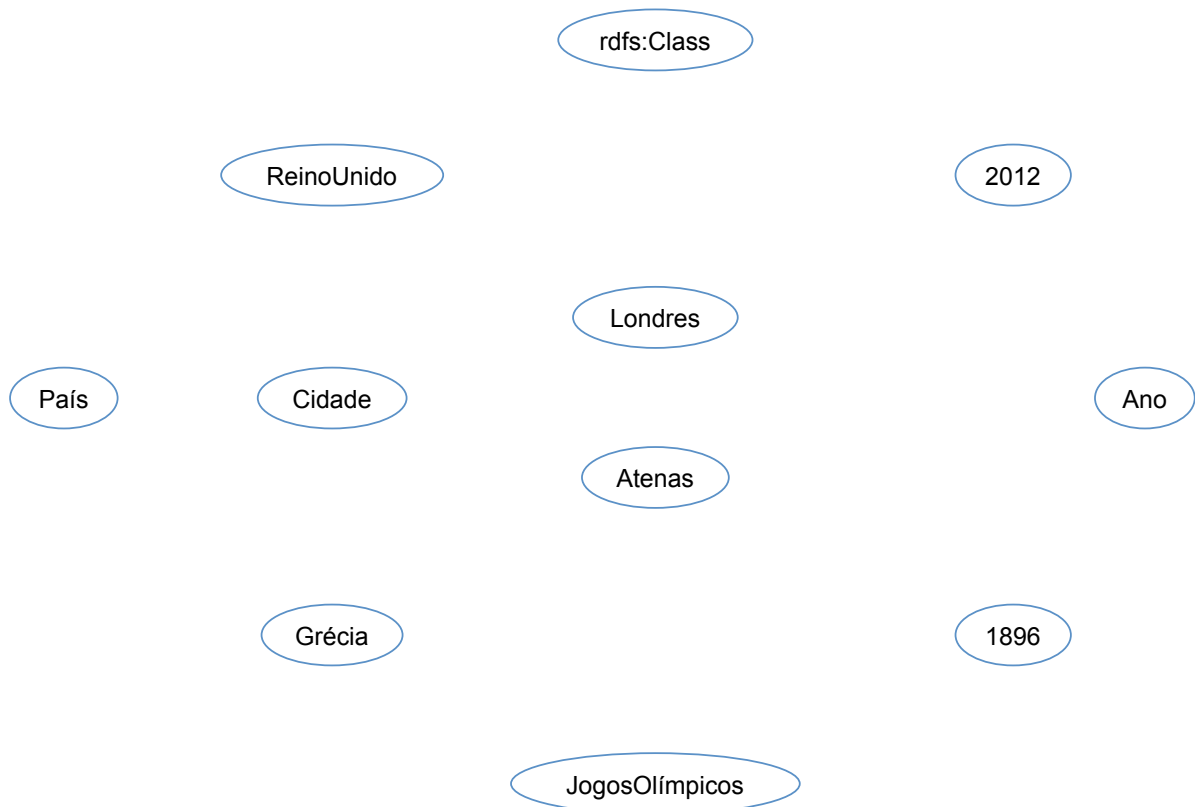 rdfs:Class
ReinoUnido
2012
Londres
País
Cidade
Ano
Atenas
Grécia
1896
JogosOlímpicos